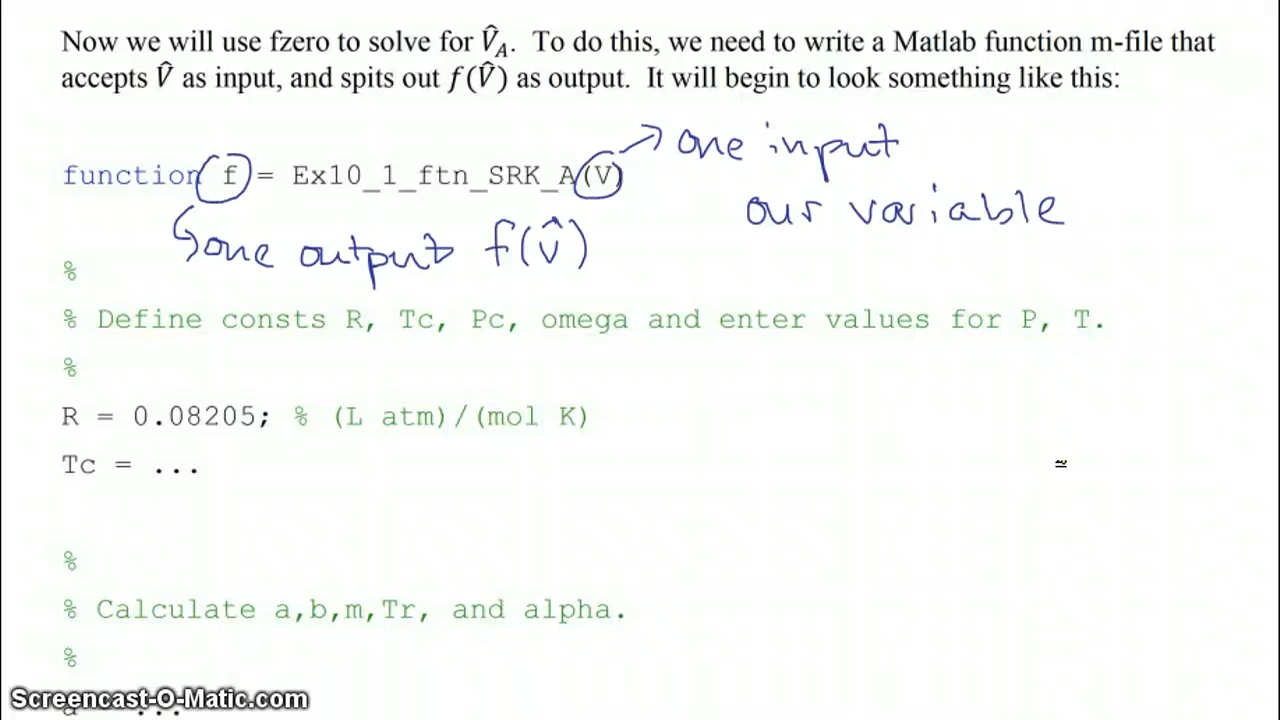 Now we will use fzero to solve for V̂_A. To do this, we need to write a Matlab function m-file that
accepts V̂ as input, and spits out f(V̂) as output. It will begin to look something like this:
one input
function f = Ex10_1_ftn_SRK_A(V)
our variable
one output f(v̂)
%
% Define consts R, Tc, Pc, omega and enter values for P, T.
%
R = 0.08205; % (L atm)/(mol K)
Tc = ...
%
% Calculate a,b,m,Tr, and alpha.
%
Screencast-O-Matic.com